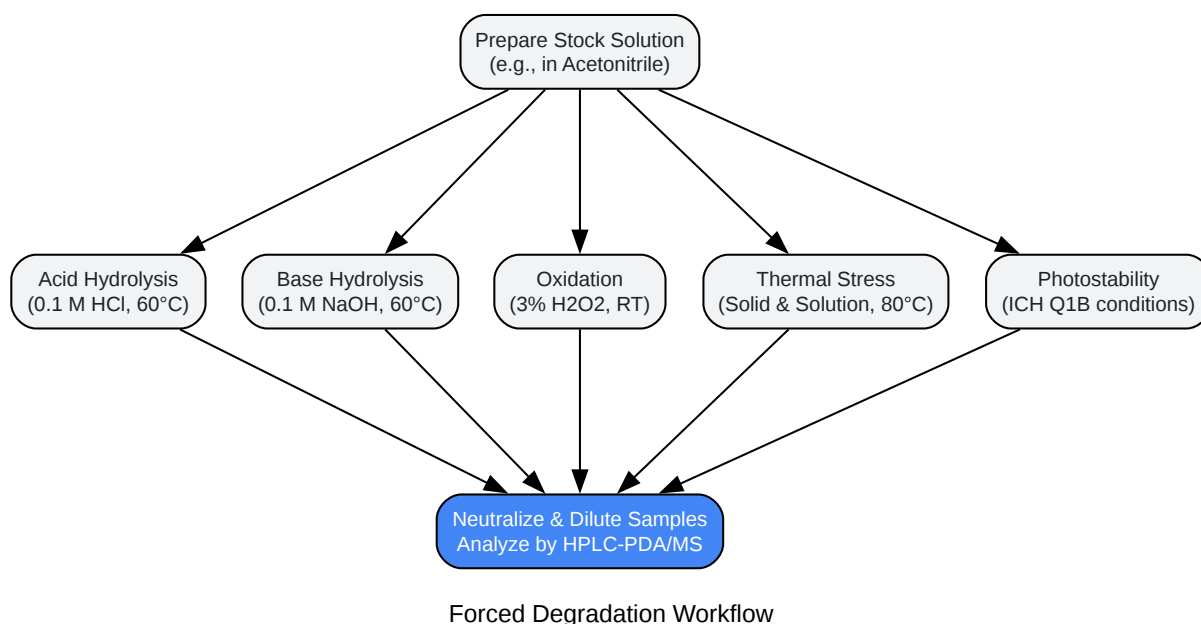 Prepare Stock Solution
(e.g., in Acetonitrile)
Acid Hydrolysis
(0.1 M HCl, 60°C)
Base Hydrolysis
(0.1 M NaOH, 60°C)
Oxidation
(3% H2O2, RT)
Thermal Stress
(Solid & Solution, 80°C)
Photostability
(ICH Q1B conditions)
Neutralize & Dilute Samples
Analyze by HPLC-PDA/MS
Forced Degradation Workflow